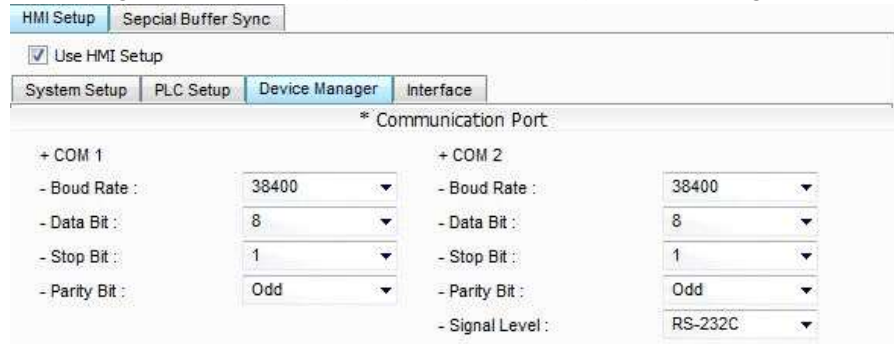 HMI Setup Sepcial Buffer Sync
Use HMI Setup
System Setup PLC Setup Device Manager Interface
* Communication Port
+ COM 1 + COM 2
- Boud Rate : 38400 - Boud Rate : 38400
- Data Bit : 8 - Data Bit : 8
- Stop Bit : 1 - Stop Bit : 1
- Parity Bit : Odd - Parity Bit : Odd
- Signal Level : RS-232C